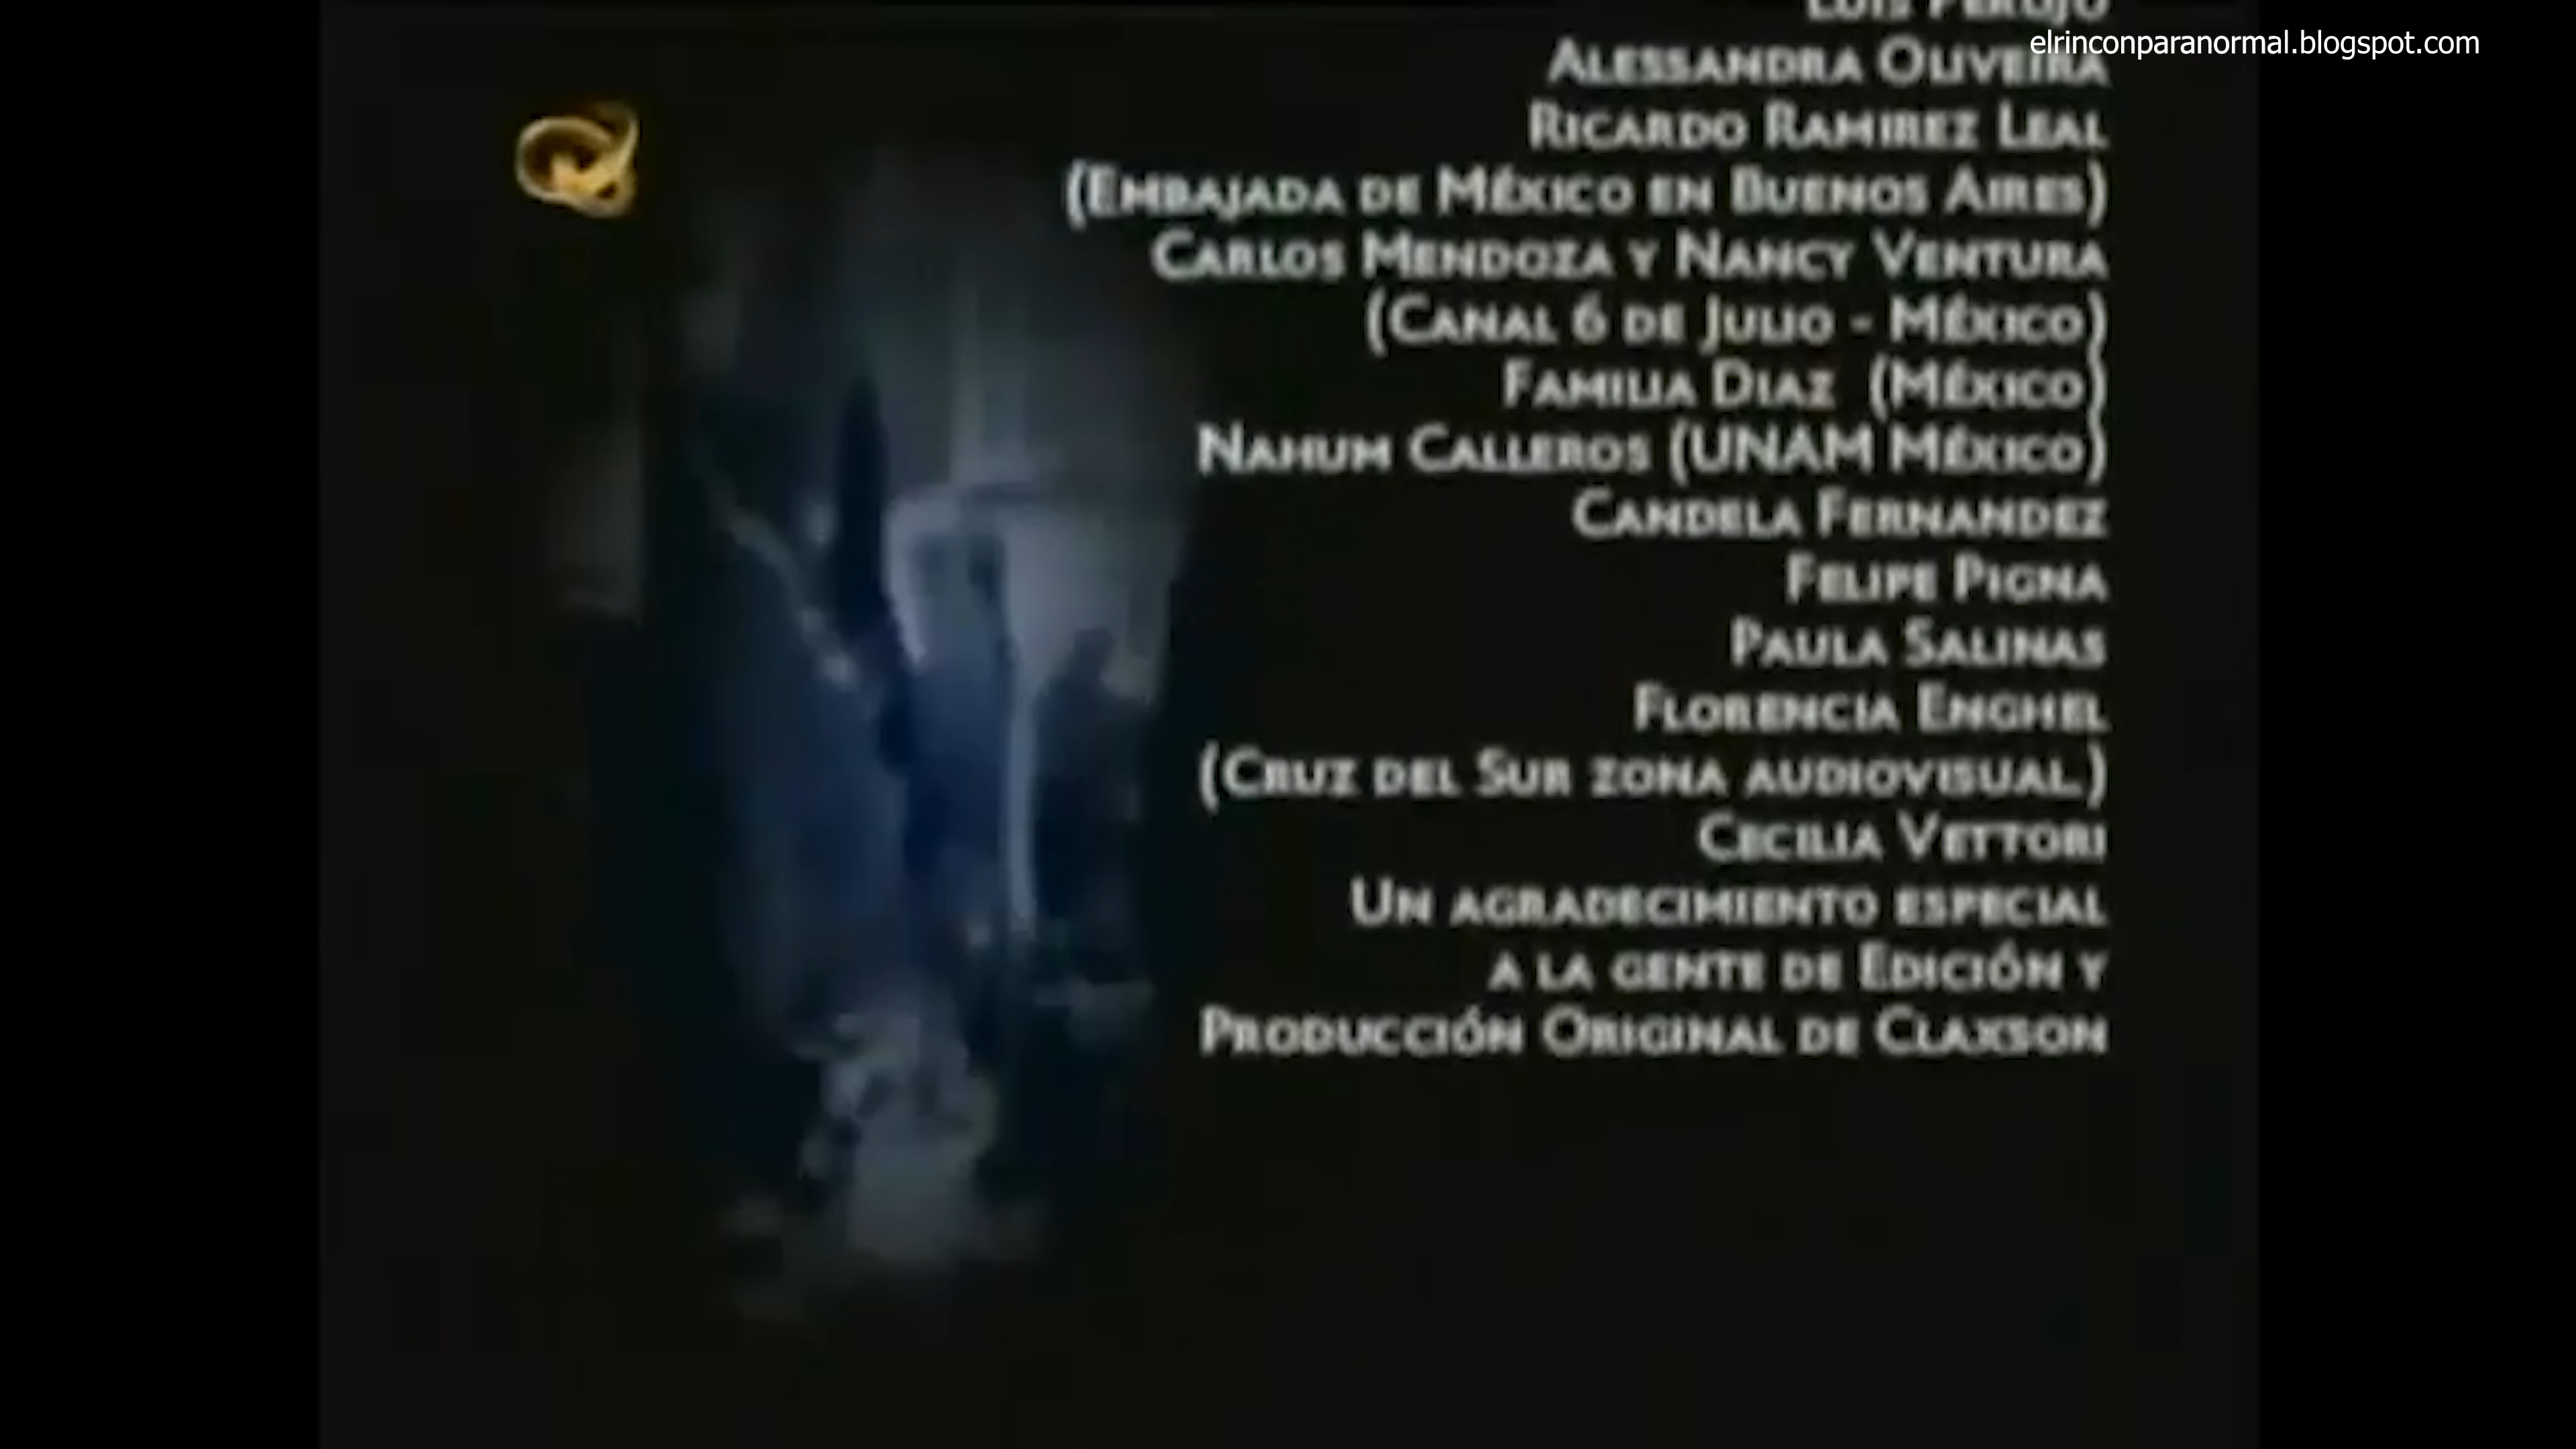 Luis Perujo
elrinconparanormal.blogspot.com
Alessandra Oliveira
Ricardo Ramirez Leal
(Embajada de México en Buenos Aires)
Carlos Mendoza y Nancy Ventura
(Canal 6 de Julio - México)
Familia Diaz (México)
Nahum Calleros (UNAM México)
Candela Fernandez
Felipe Pigna
Paula Salinas
Florencia Enghel
(Cruz del Sur zona audiovisual.)
Cecilia Vettori
Un agradecimiento especial
a la gente de Edición y
Producción Original de Claxson